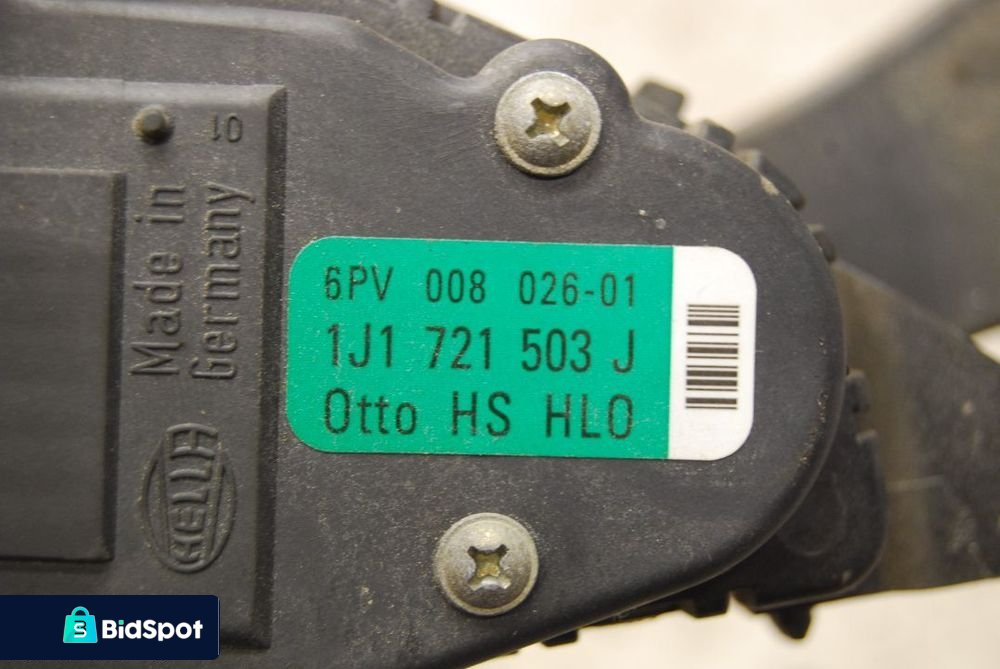 10
Made in
Germany
HELLA
6PV 008 026-01
1J1 721 503 J
Otto HS HLO
BidSpot